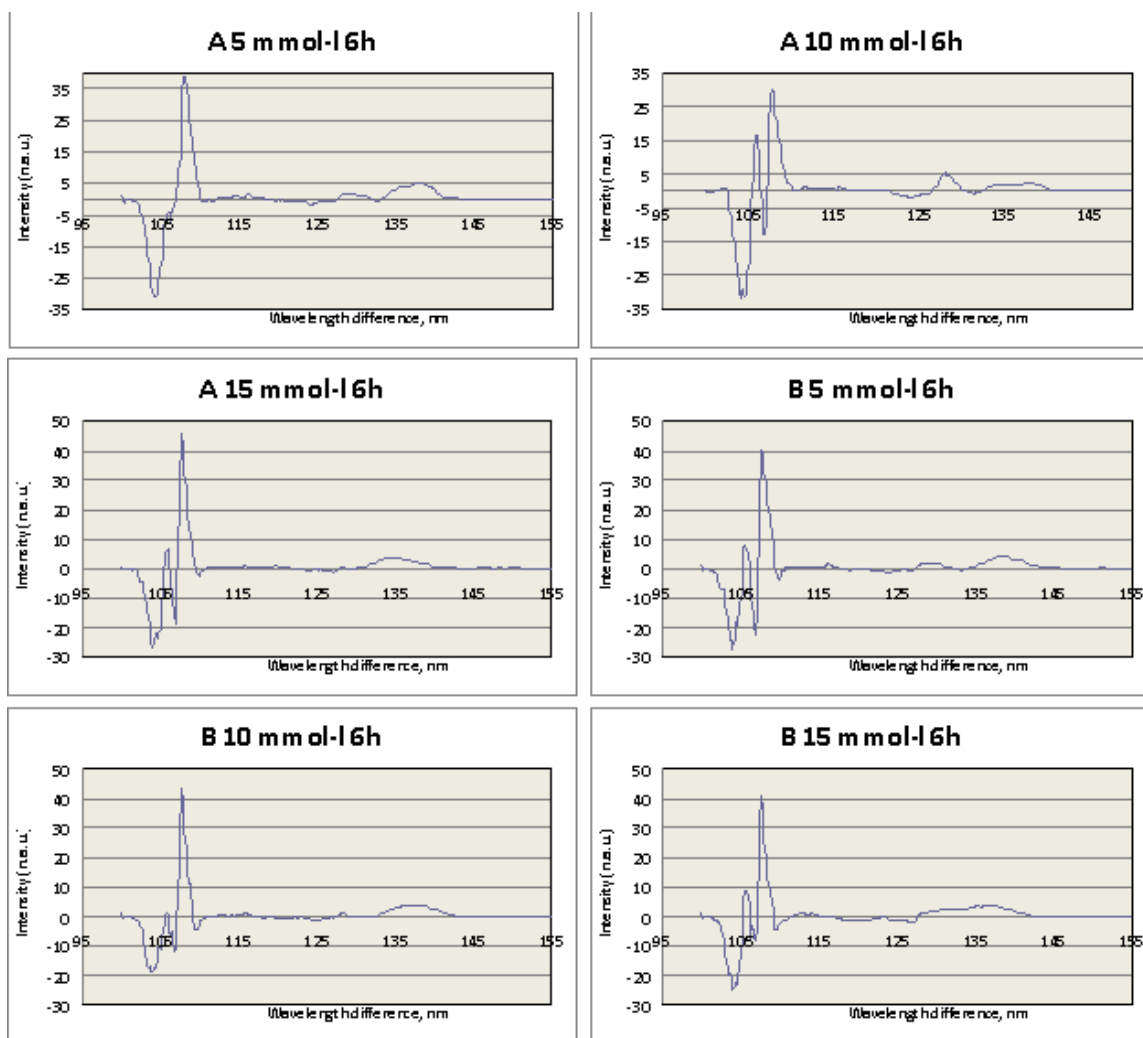 A 5 mmol-l 6h
35
25
15
5
-5
-15
-25
-35
95 105 115 125 135 145 155
Intensity (n.a.u.)
Wavelength difference, nm
A 10 mmol-l 6h
35
25
15
5
-5
-15
-25
-35
95 105 115 125 135 145
Intensity (n.a.u.)
Wavelength difference, nm
A 15 mmol-l 6h
50
40
30
20
10
0
-10
-20
-30
95 105 115 125 135 145 155
Intensity (n.a.u.)
Wavelength difference, nm
B 5 mmol-l 6h
50
40
30
20
10
0
-10
-20
-30
95 105 115 125 135 145 155
Intensity (n.a.u.)
Wavelength difference, nm
B 10 mmol-l 6h
50
40
30
20
10
0
-10
-20
-30
95 105 115 125 135 145 155
Intensity (n.a.u.)
Wavelength difference, nm
B 15 mmol-l 6h
50
40
30
20
10
0
-10
-20
-30
95 105 115 125 135 145 155
Intensity (n.a.u.)
Wavelength difference, nm